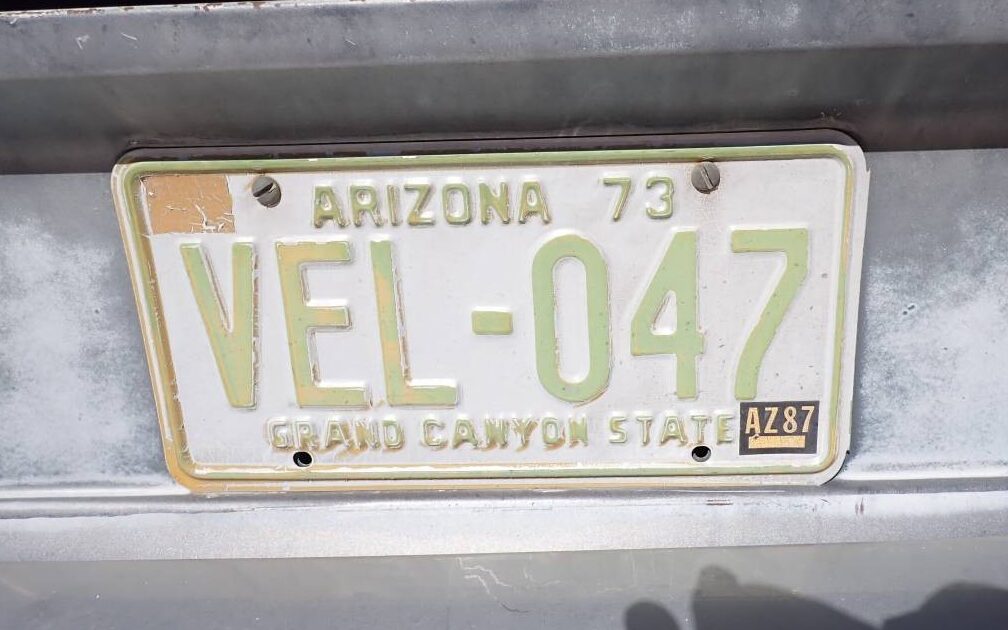 ARIZONA 73
VEL-047
GRAND CANYON STATE
AZ87